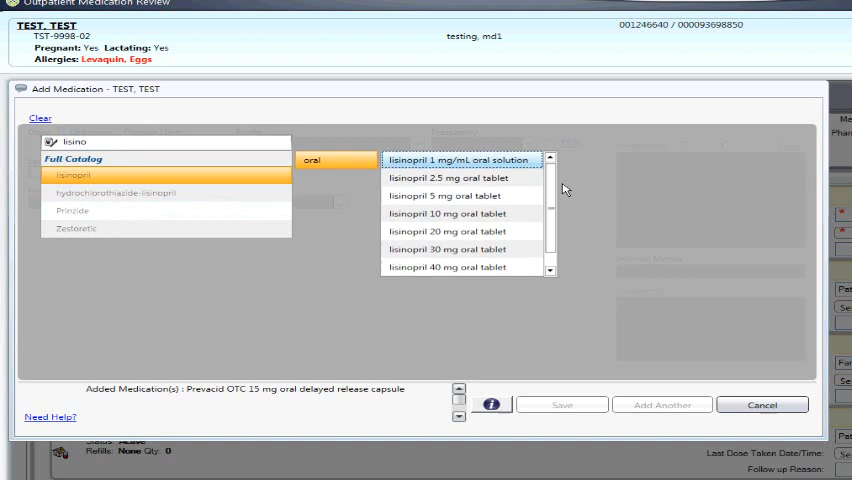 Outpatient Medication Review
TEST, TEST
TST-9998-02
Pregnant: Yes Lactating: Yes
Allergies: Levaquin, Eggs
testing, md1
001246640 / 000093698850
Add Medication - TEST, TEST
Clear
lisino
Full Catalog
lisinopril
hydrochlorothiazide-lisinopril
Prinzide
Zestoretic
oral
lisinopril 1 mg/mL oral solution
lisinopril 2.5 mg oral tablet
lisinopril 5 mg oral tablet
lisinopril 10 mg oral tablet
lisinopril 20 mg oral tablet
lisinopril 30 mg oral tablet
lisinopril 40 mg oral tablet
Added Medication(s) : Prevacid OTC 15 mg oral delayed release capsule
Need Help?
Save
Add Another
Cancel
Status: Active
Refills: None Qty: 0
Last Dose Taken Date/Time:
Follow up Reason: